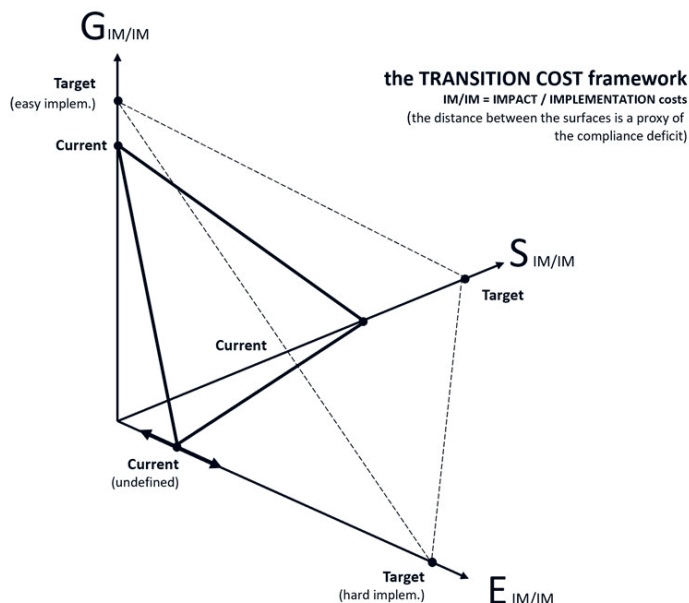 G IM/IM
Target
(easy implem.)
Current
the TRANSITION COST framework
IM/IM = IMPACT / IMPLEMENTATION costs
(the distance between the surfaces is a proxy of
the compliance deficit)
S IM/IM
Target
Current
Current
(undefined)
Target
(hard implem.)
E IM/IM